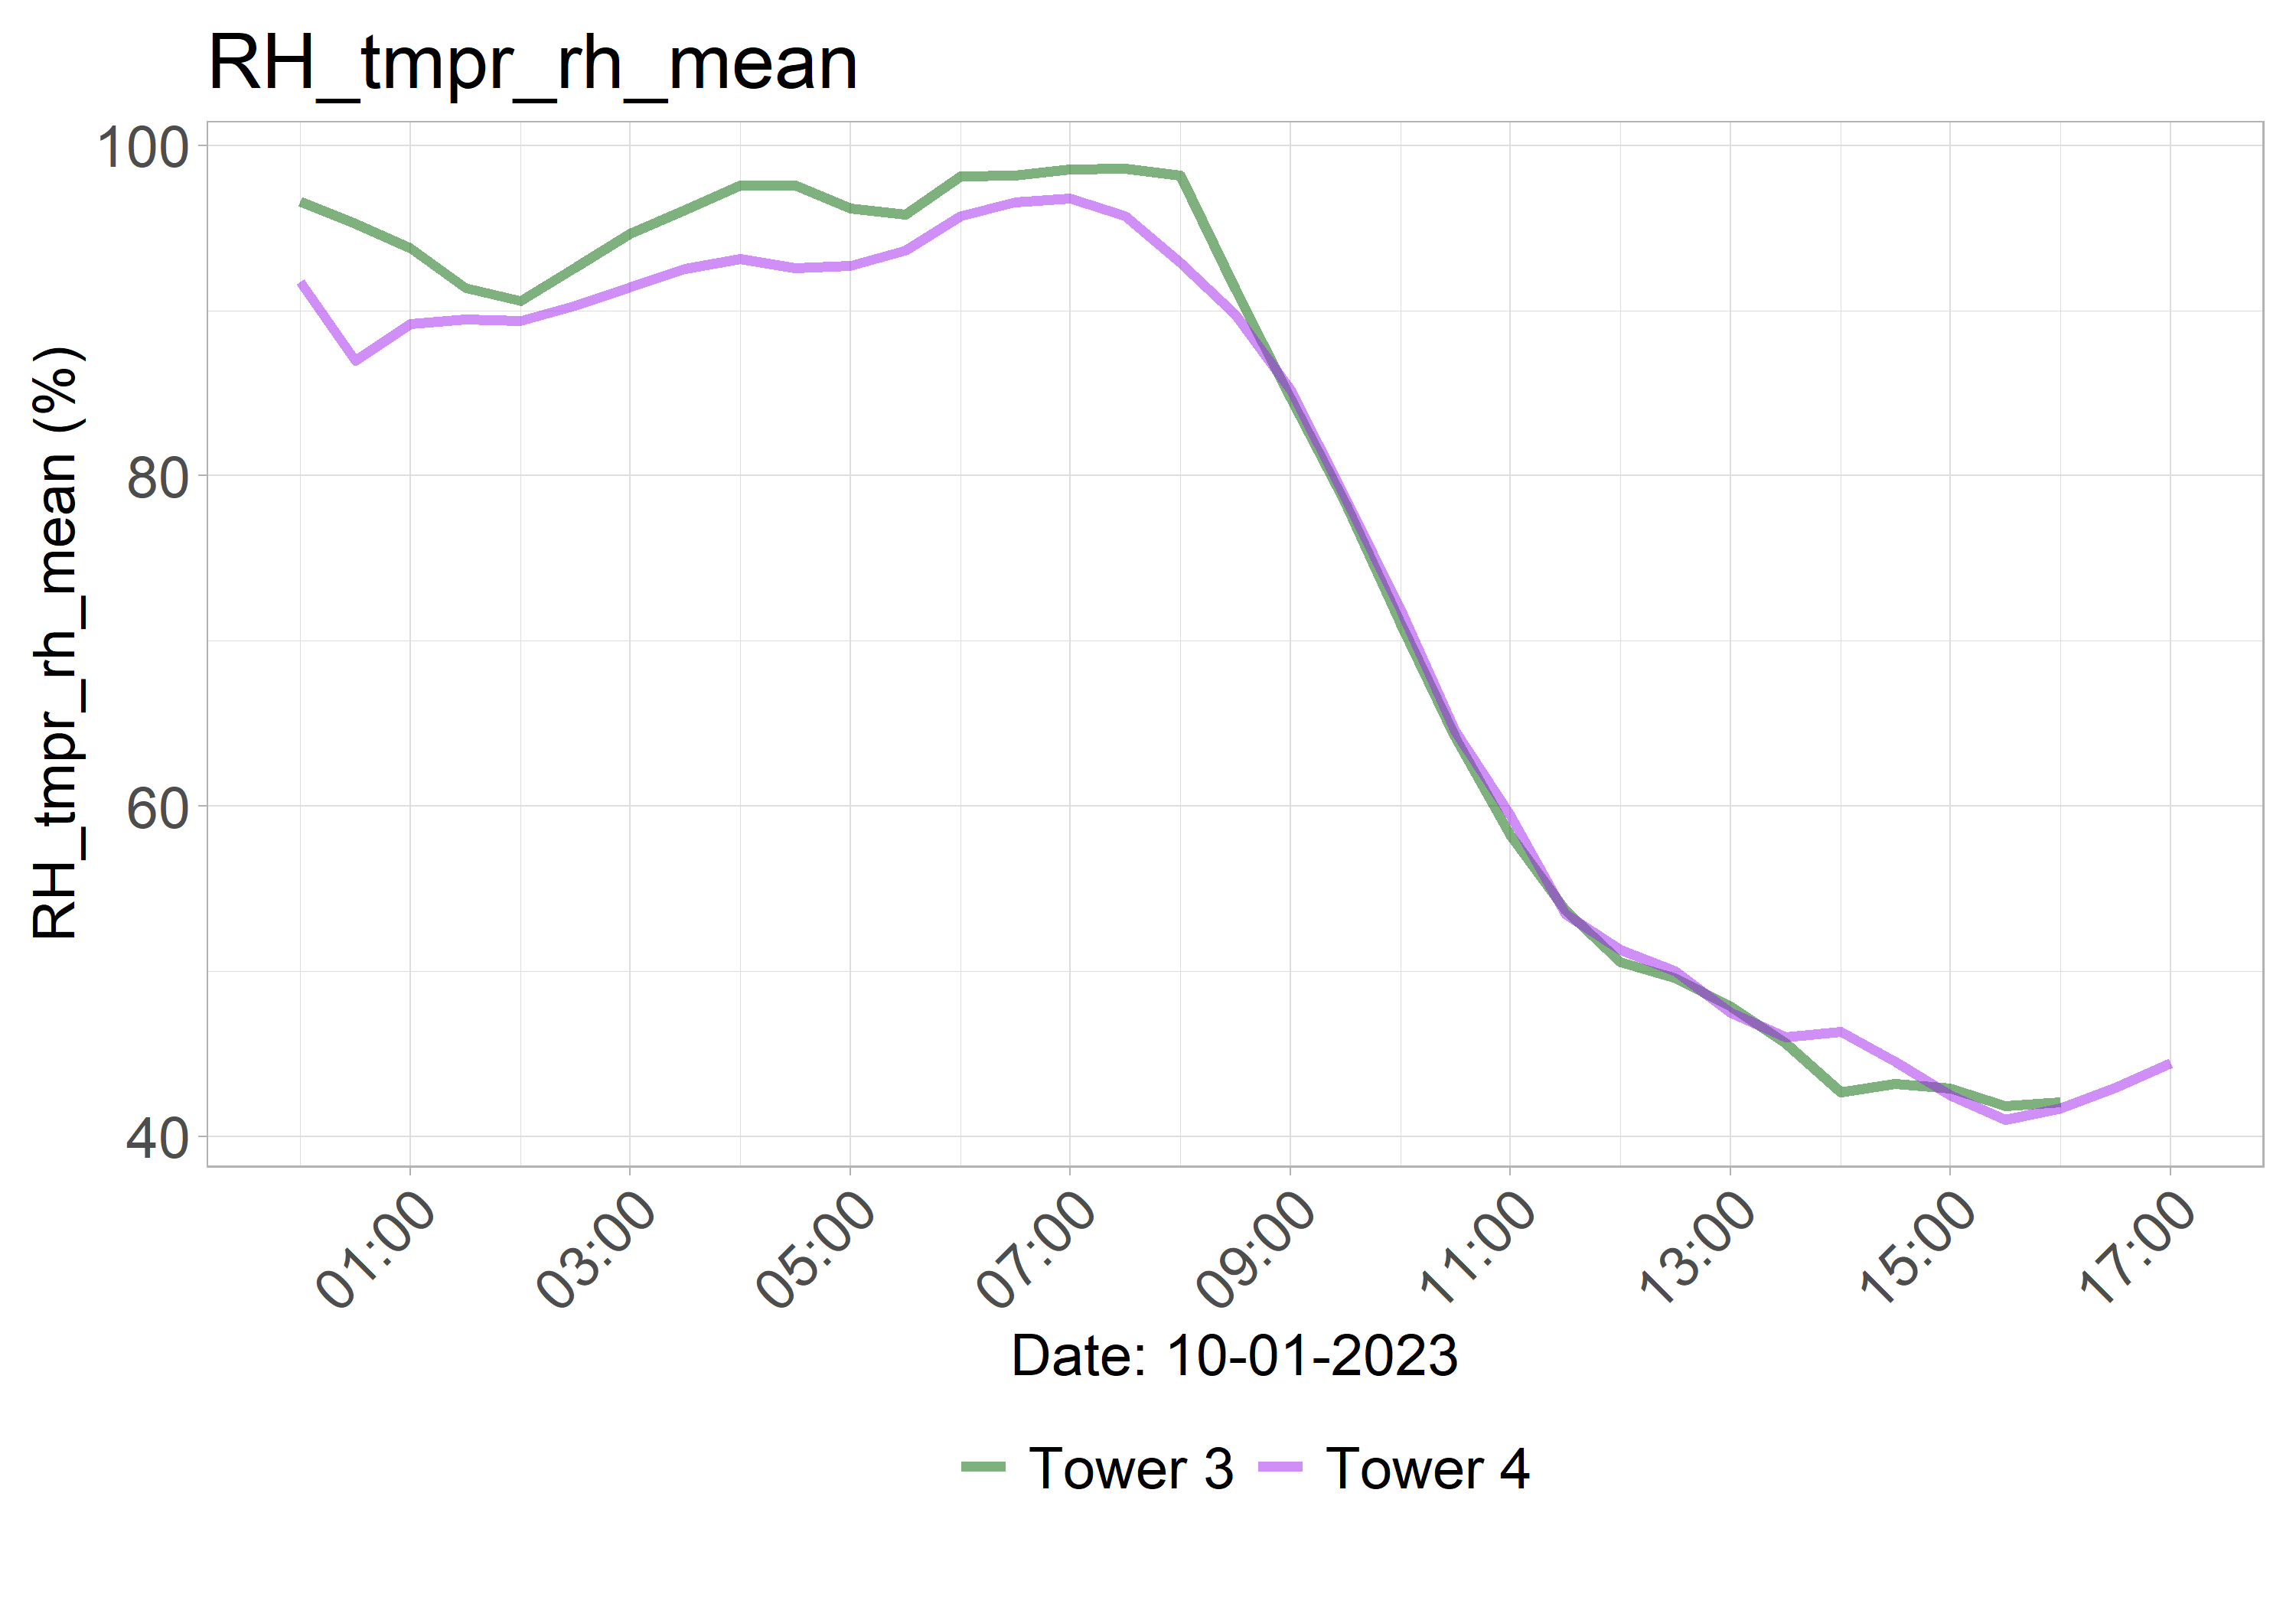 RH_tmpr_rh_mean
RH_tmpr_rh_mean (%)
100
80
60
40
01:00 03:00 05:00 07:00 09:00 11:00 13:00 15:00 17:00
Date: 10-01-2023
Tower 3 Tower 4